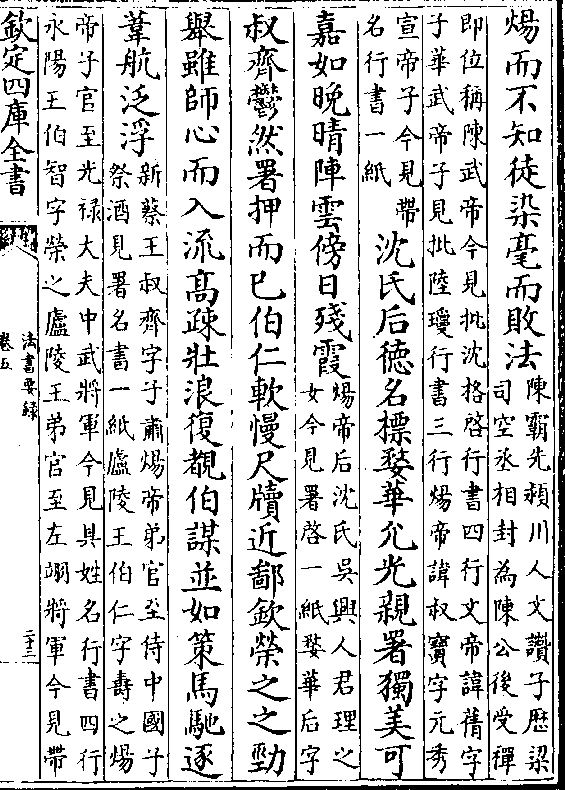 煬而不知徒染毫而敗法陳霸先潁川人文讚子歴梁
司空丞相封為陳公後受禪
即位稱陳武帝今見批沈格啓行書四行文帝諱蒨字
子華武帝子見批陸瓊行書三行煬帝諱叔寳字元秀
宣帝子今見帶
名行書一紙
沈氏后徳名標婺華允光親署獨美可
嘉如晩晴陣雲傍日殘霞煬帝后沈氏吳興人君理之
女今見署啓一紙婺華后字
叔齊鬱然署押而已伯仁軟慢尺牘近鄙欽榮之之勁
舉雖師心而入流髙疎壯浪復覩伯謀並如策馬馳逐
葦航泛浮新蔡王叔齊字子肅煬帝弟官至侍中國子
祭酒見署名書一紙廬陵王伯仁字壽之煬
帝子官至光禄大夫中武將軍今見具姓名行書四行
永陽王伯智字榮之廬陵王弟官至左翊將軍今見帶
欽定四庫全書
法書要録
卷五
二十三